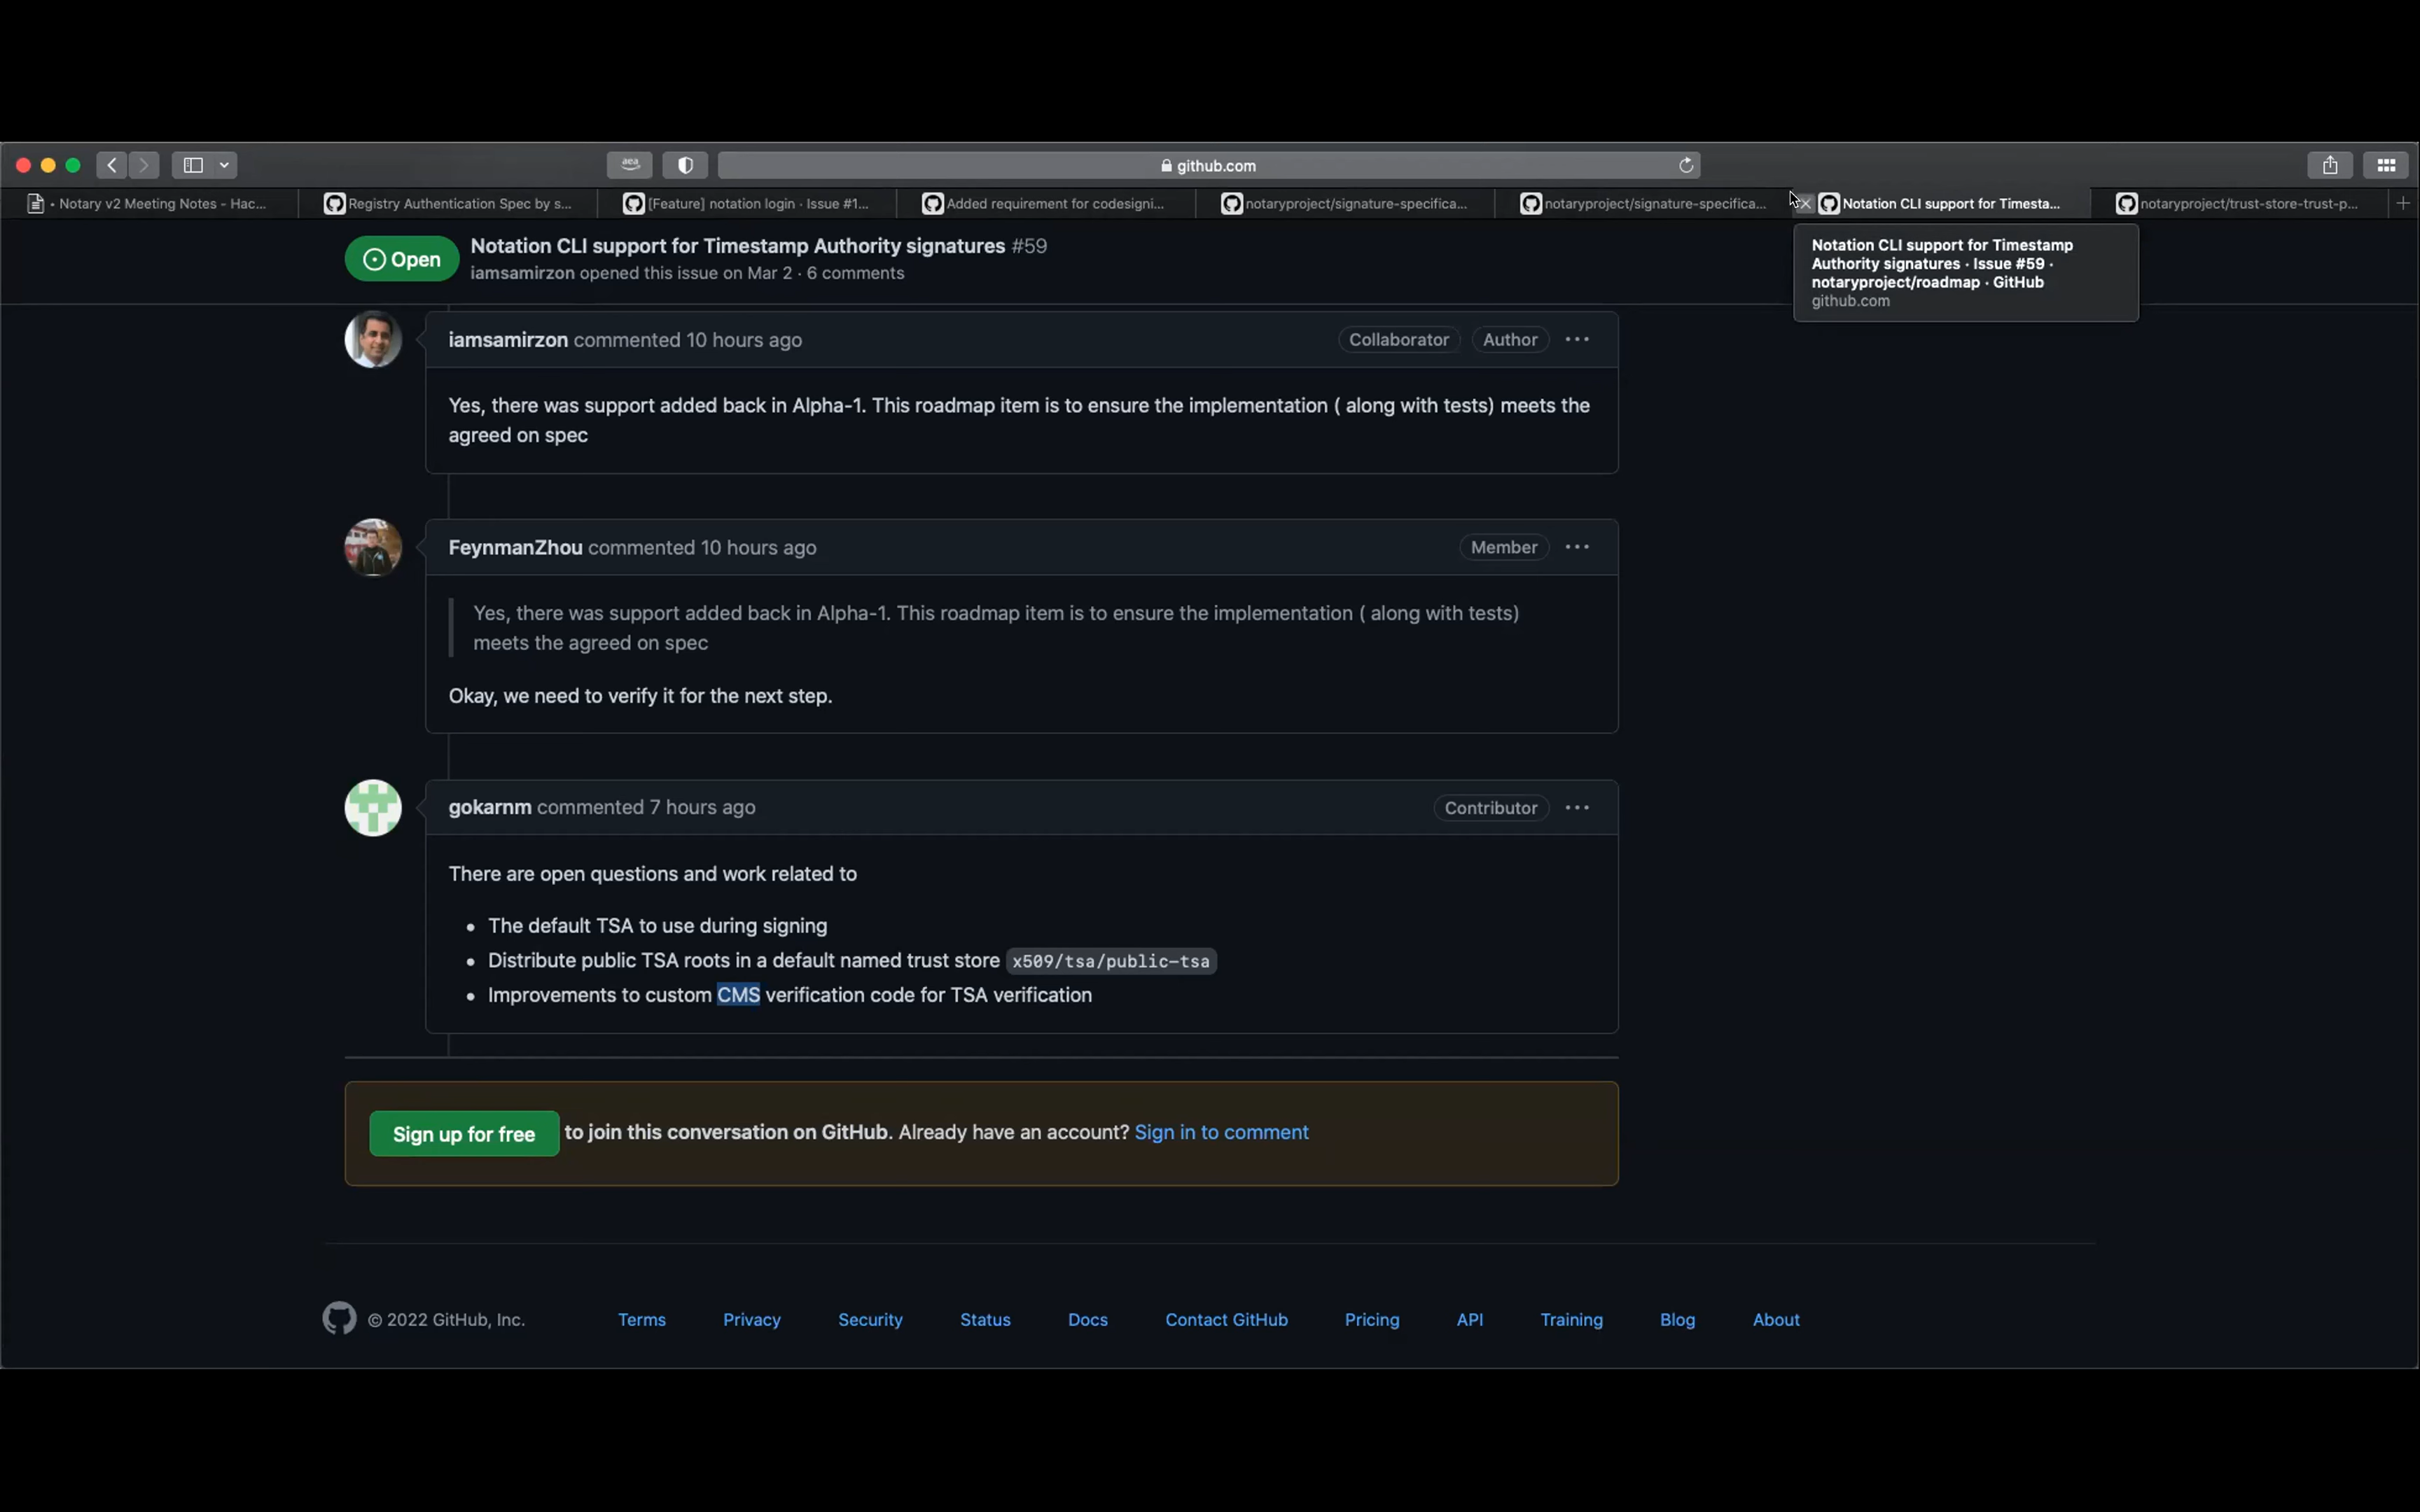 aea
github.com
• Notary v2 Meeting Notes - Hac...
Registry Authentication Spec by s...
[Feature] notation login · Issue #1...
Added requirement for codesigni...
notaryproject/signature-specifica...
notaryproject/signature-specifica...
Notation CLI support for Timesta...
notaryproject/trust-store-trust-p...
Notation CLI support for Timestamp
Authority signatures · Issue #59 ·
notaryproject/roadmap · GitHub
github.com
Open
Notation CLI support for Timestamp Authority signatures #59
iamsamirzon opened this issue on Mar 2 · 6 comments
iamsamirzon commented 10 hours ago
Collaborator
Author
Yes, there was support added back in Alpha-1. This roadmap item is to ensure the implementation ( along with tests) meets the
agreed on spec
FeynmanZhou commented 10 hours ago
Member
Yes, there was support added back in Alpha-1. This roadmap item is to ensure the implementation ( along with tests)
meets the agreed on spec
Okay, we need to verify it for the next step.
gokarnm commented 7 hours ago
Contributor
There are open questions and work related to
• The default TSA to use during signing
• Distribute public TSA roots in a default named trust store x509/tsa/public-tsa
• Improvements to custom CMS verification code for TSA verification
Sign up for free to join this conversation on GitHub. Already have an account? Sign in to comment
© 2022 GitHub, Inc.
Terms
Privacy
Security
Status
Docs
Contact GitHub
Pricing
API
Training
Blog
About